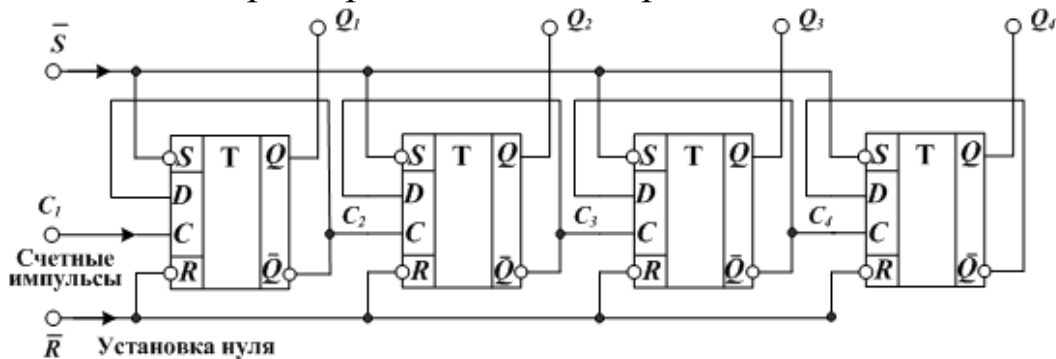 Q₁ Q₂ Q₃ Q₄
S̅
S T Q S T Q S T Q S T Q
D D D D
C₁ C C₂ C C₃ C C₄ C
Счетные
импульсы
R Q̅ R Q̅ R Q̅ R Q̅
R̅ Установка нуля